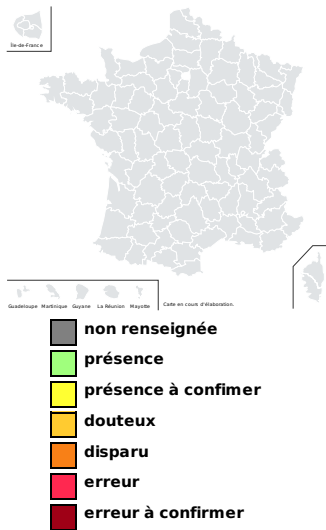 Île-de-France
Guadeloupe Martinique Guyane La Réunion Mayotte Carte en cours d'élaboration.
non renseignée
présence
présence à confimer
douteux
disparu
erreur
erreur à confirmer